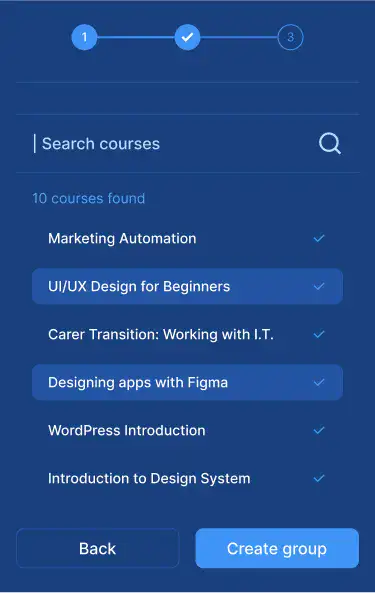 1 3
Search courses
10 courses found
Marketing Automation
UI/UX Design for Beginners
Carer Transition: Working with I.T.
Designing apps with Figma
WordPress Introduction
Introduction to Design System
Back Create group